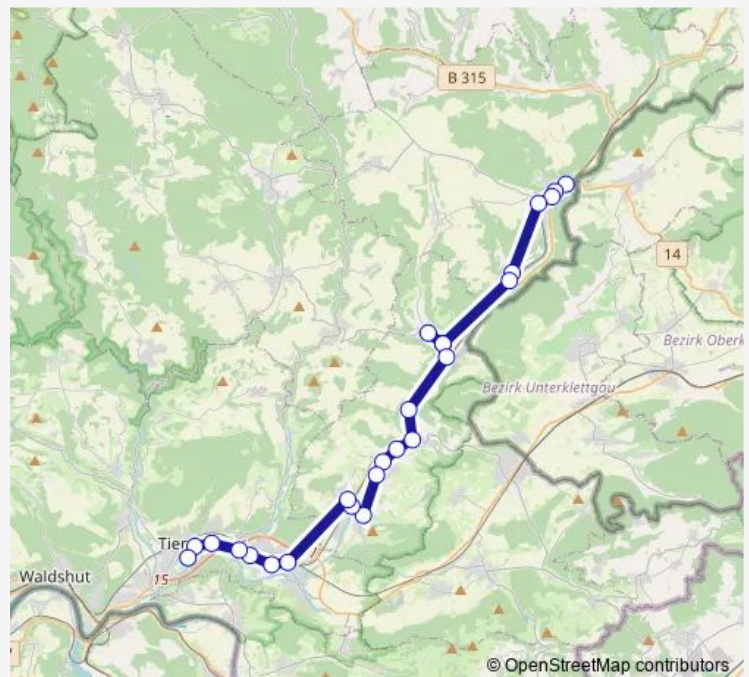 B 315
14
Bezirk Oberk
Bezirk Unterklettgau
Tien
Waldshut
15
© OpenStreetMap contributors